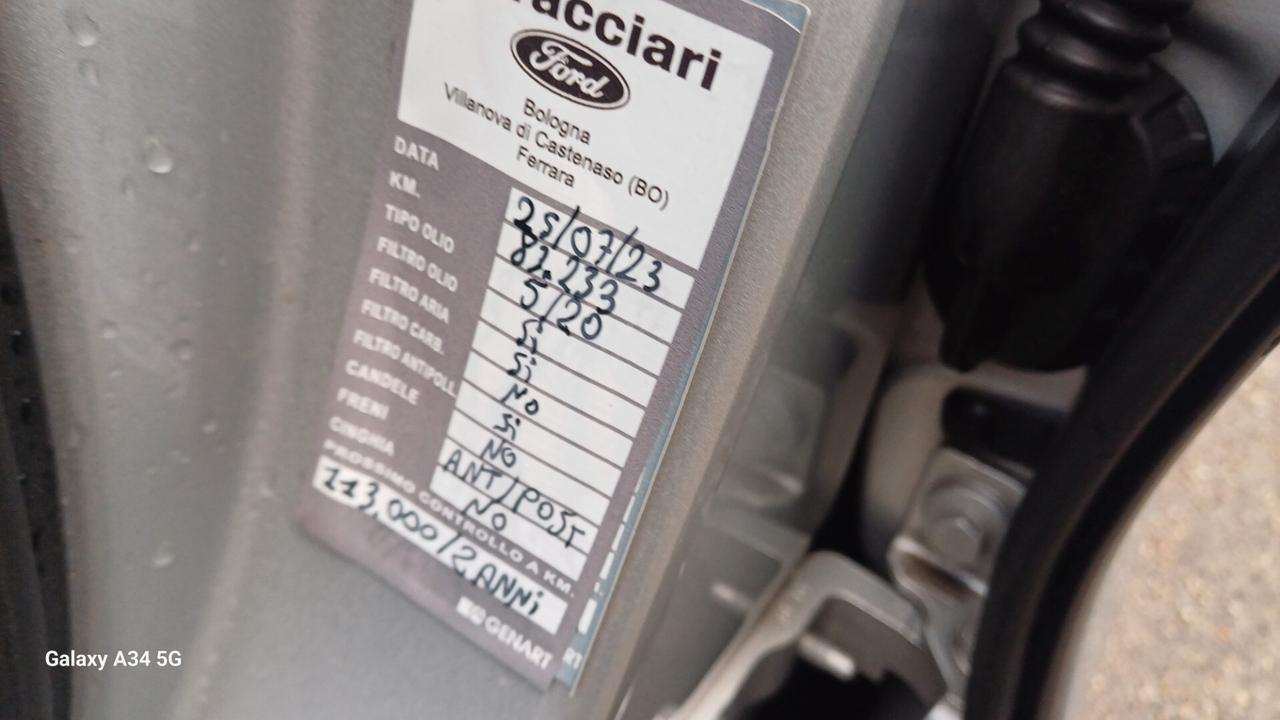 acciari
Ford
Bologna
Villanova di Castenaso (BO)
Ferrara
DATA 25/07/23
KM. 82.233
TIPO OLIO 5/20
FILTRO OLIO Si
FILTRO ARIA Si
FILTRO CARB. NO
FILTRO ANTIPOLL. Si
CANDELE NO
FRENI ANT/POST
CINGHIA NO
PROSSIMO CONTROLLO A KM.
113,000/2 ANNi
GENART
Galaxy A34 5G